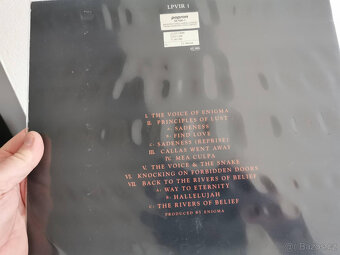 LPVIR 1
popron
I. THE VOICE OF ENIGMA
II. PRINCIPLES OF LUST
A. SADENESS
B. FIND LOVE
C. SADENESS (REPRISE)
III. CALLAS WENT AWAY
IV. MEA CULPA
V. THE VOICE & THE SNAKE
VI. KNOCKING ON FORBIDDEN DOORS
VII. BACK TO THE RIVERS OF BELIEF
A. WAY TO ETERNITY
B. HALLELUJAH
C. THE RIVERS OF BELIEF
PRODUCED BY ENIGMA